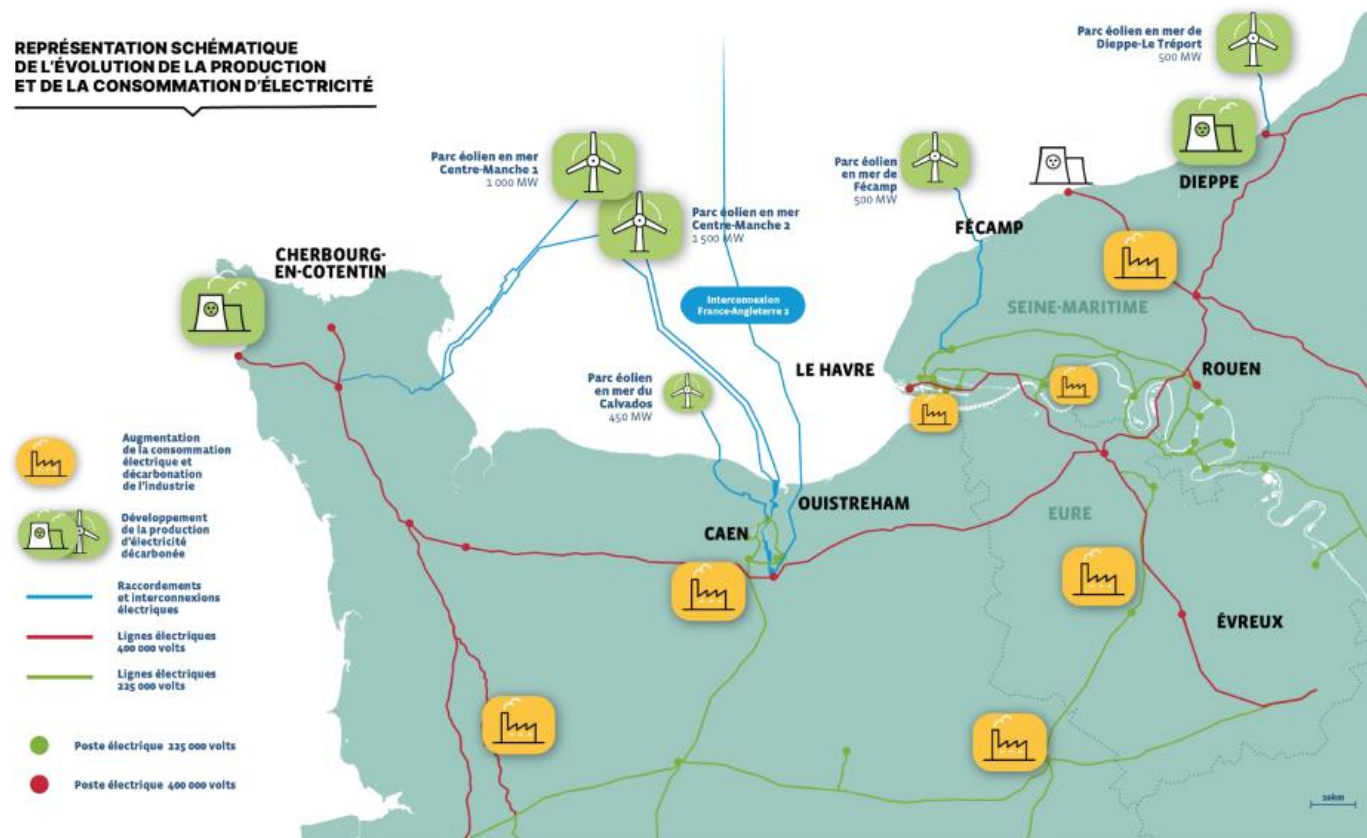 REPRÉSENTATION SCHÉMATIQUE
DE L'ÉVOLUTION DE LA PRODUCTION
ET DE LA CONSOMMATION D'ÉLECTRICITÉ
Parc éolien en mer de
Dieppe-Le Tréport
500 MW
Parc éolien en mer
Centre-Manche 1
1 000 MW
Parc éolien en mer
Centre-Manche 2
1 500 MW
Parc éolien
en mer de
Fécamp
500 MW
DIEPPE
FÉCAMP
CHERBOURG-
EN-COTENTIN
Interconnexion
France-Angleterre 2
SEINE-MARITIME
LE HAVRE
ROUEN
Parc éolien
en mer du
Calvados
450 MW
OUISTREHAM
CAEN
EURE
ÉVREUX
Augmentation
de la consommation
électrique et
décarbonation
de l'industrie
Développement
de la production
d'électricité
décarbonée
Raccordements
et interconnexions
électriques
Lignes électriques
400 000 volts
Lignes électriques
225 000 volts
Poste électrique 225 000 volts
Poste électrique 400 000 volts